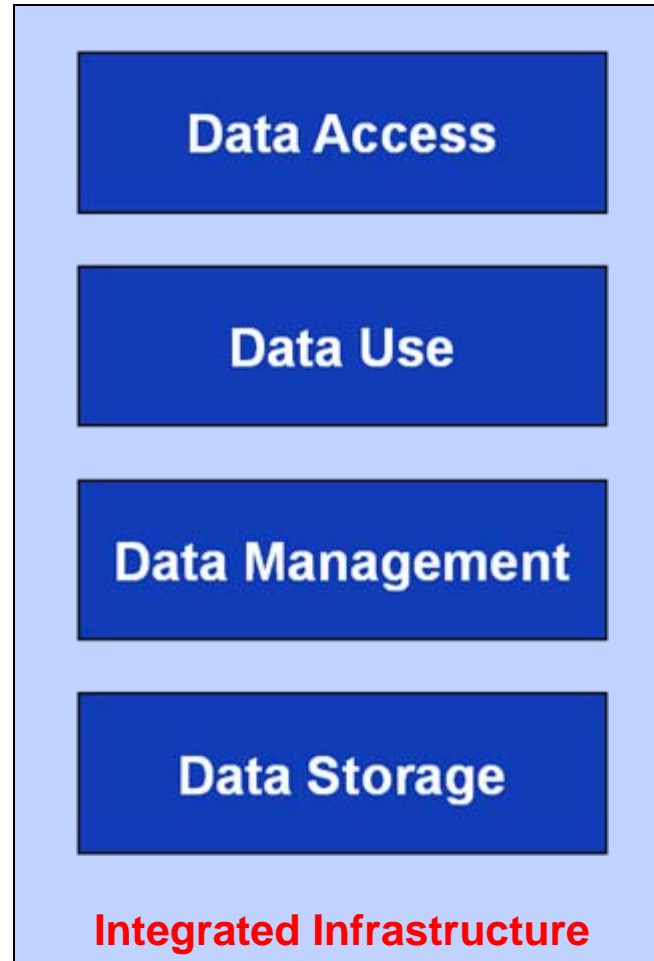 Data Access
Data Use
Data Management
Data Storage
Integrated Infrastructure